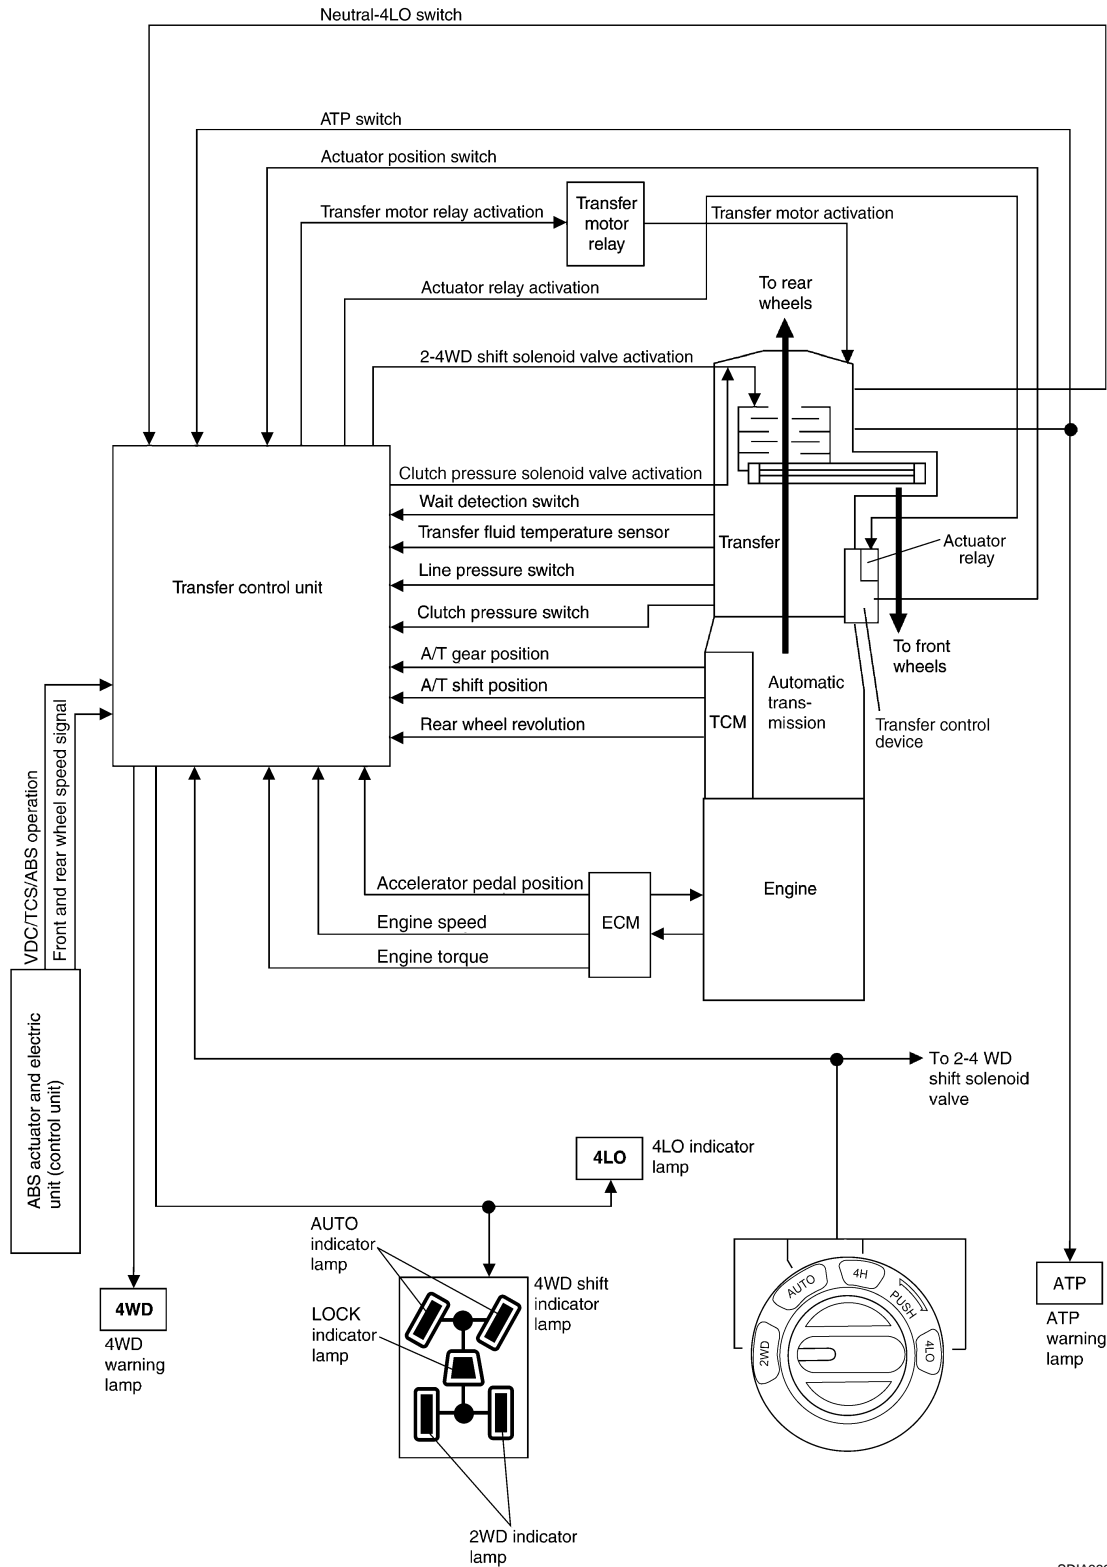 Neutral-4LO switch
ATP switch
Actuator position switch
Transfer motor relay activation
Transfer
motor
relay
Transfer motor activation
Actuator relay activation
To rear
wheels
2-4WD shift solenoid valve activation
Clutch pressure solenoid valve activation
Wait detection switch
Transfer fluid temperature sensor
Line pressure switch
Clutch pressure switch
A/T gear position
A/T shift position
Rear wheel revolution
Transfer control unit
Transfer
Actuator
relay
To front
wheels
Automatic
trans-
mission
TCM
Transfer control
device
VDC/TCS/ABS operation
Front and rear wheel speed signal
Accelerator pedal position
Engine speed
Engine torque
ECM
Engine
ABS actuator and electric
unit (control unit)
To 2-4 WD
shift solenoid
valve
4LO
4LO indicator
lamp
AUTO
indicator
lamp
LOCK
indicator
lamp
4WD shift
indicator
lamp
2WD indicator
lamp
4WD
4WD
warning
lamp
2WD
AUTO
4H
PUSH
4LO
ATP
ATP
warning
lamp